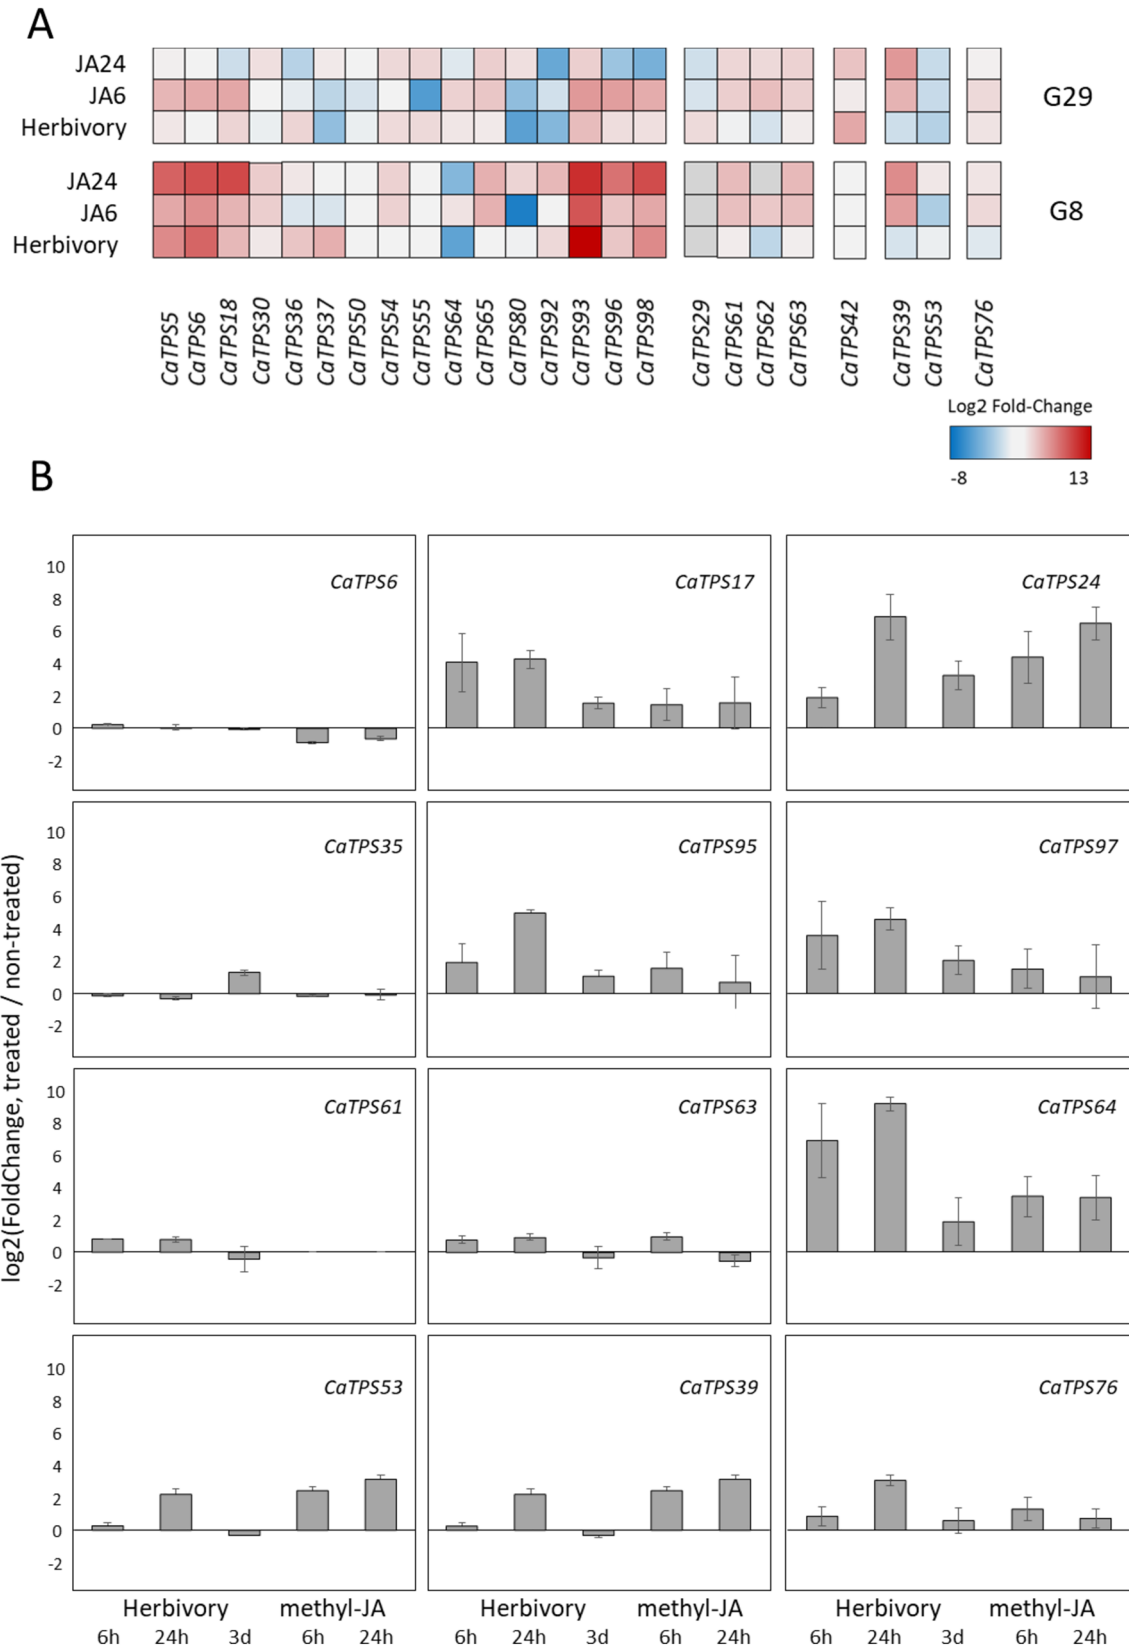 A
JA24
JA6
Herbivory
G29
JA24
JA6
Herbivory
G8
CaTPS5 CaTPS6 CaTPS18 CaTPS30 CaTPS36 CaTPS37 CaTPS50 CaTPS54 CaTPS55 CaTPS64 CaTPS65 CaTPS80 CaTPS92 CaTPS93 CaTPS96 CaTPS98 CaTPS29 CaTPS61 CaTPS62 CaTPS63 CaTPS42 CaTPS39 CaTPS53 CaTPS76
Log2 Fold-Change
-8 13
B
log2(FoldChange, treated / non-treated)
10
8
6
4
2
0
-2
CaTPS6 CaTPS17 CaTPS24
10
8
6
4
2
0
-2
CaTPS35 CaTPS95 CaTPS97
10
8
6
4
2
0
-2
CaTPS61 CaTPS63 CaTPS64
10
8
6
4
2
0
-2
CaTPS53 CaTPS39 CaTPS76
Herbivory methyl-JA Herbivory methyl-JA Herbivory methyl-JA
6h 24h 3d 6h 24h 6h 24h 3d 6h 24h 6h 24h 3d 6h 24h